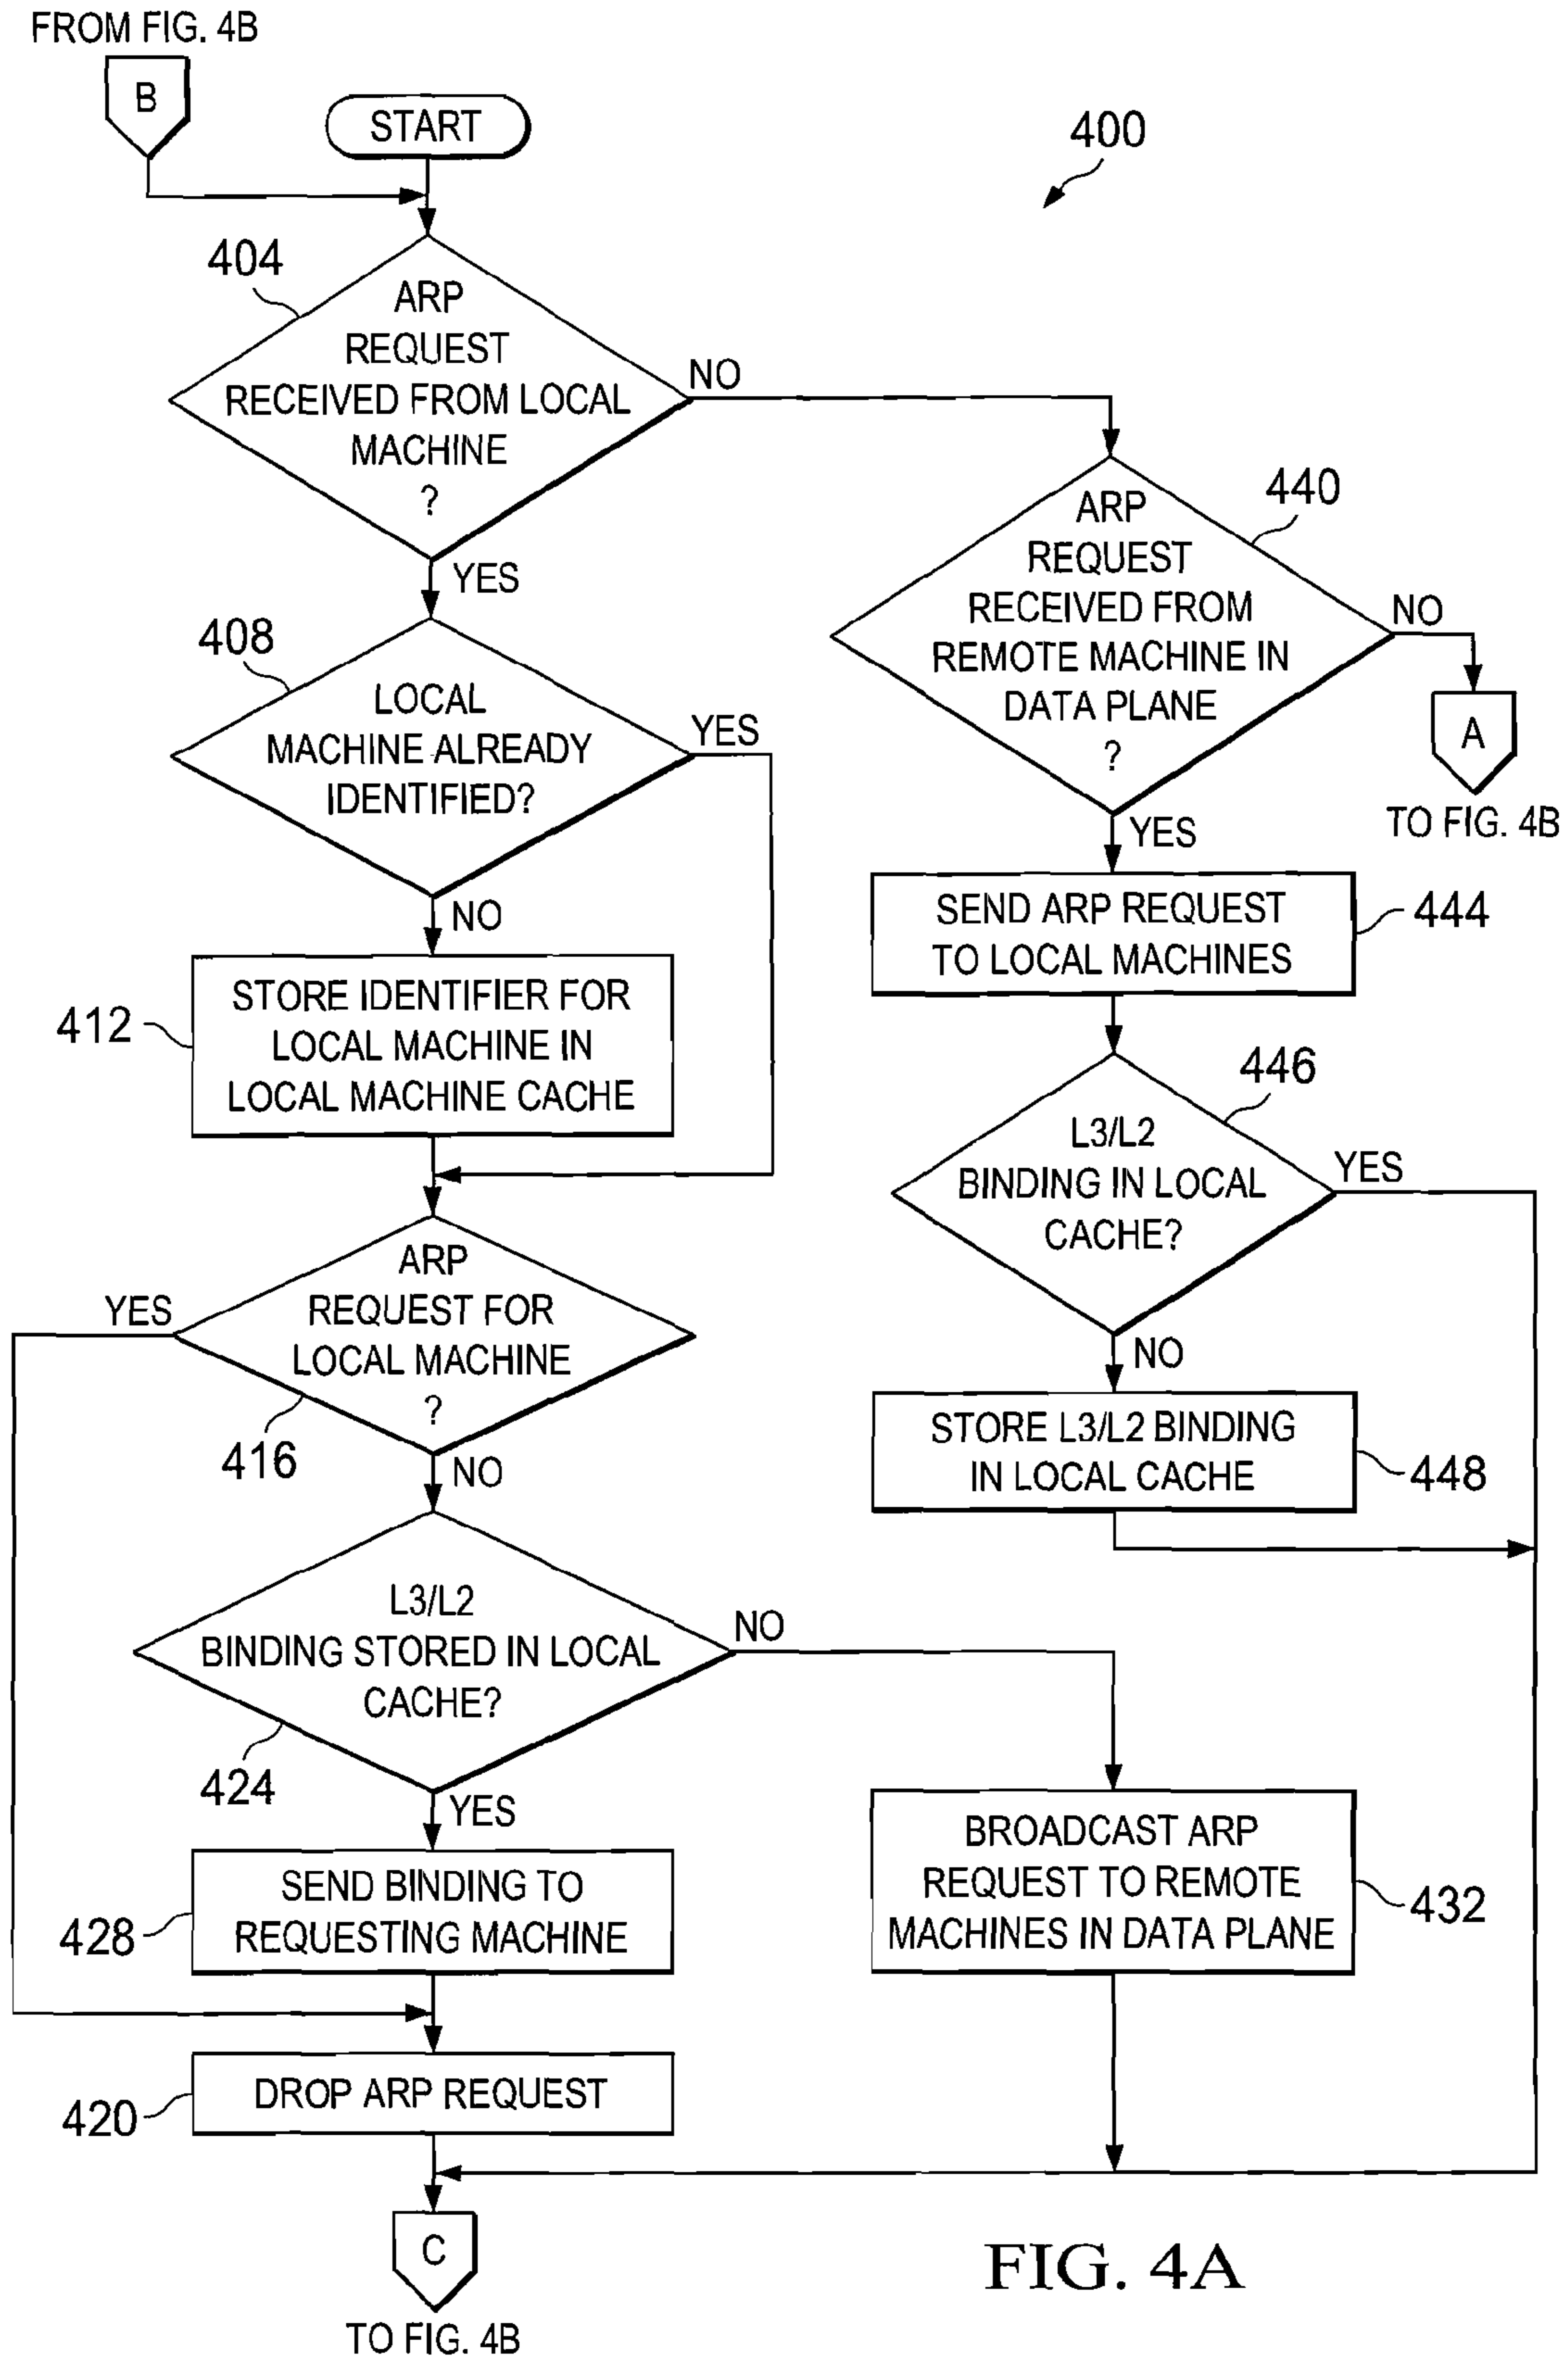 FROM FIG. 4B
B
START
400
404
ARP
REQUEST
RECEIVED FROM LOCAL
MACHINE
?
NO
YES
440
ARP
REQUEST
RECEIVED FROM
REMOTE MACHINE IN
DATA PLANE
?
NO
A
TO FIG. 4B
YES
408
LOCAL
MACHINE ALREADY
IDENTIFIED?
YES
NO
444
SEND ARP REQUEST
TO LOCAL MACHINES
412
STORE IDENTIFIER FOR
LOCAL MACHINE IN
LOCAL MACHINE CACHE
446
L3/L2
BINDING IN LOCAL
CACHE?
YES
NO
ARP
REQUEST FOR
LOCAL MACHINE
?
YES
416
NO
STORE L3/L2 BINDING
IN LOCAL CACHE
448
L3/L2
BINDING STORED IN LOCAL
CACHE?
NO
424
YES
428
SEND BINDING TO
REQUESTING MACHINE
BROADCAST ARP
REQUEST TO REMOTE
MACHINES IN DATA PLANE
432
420
DROP ARP REQUEST
C
TO FIG. 4B
FIG. 4A